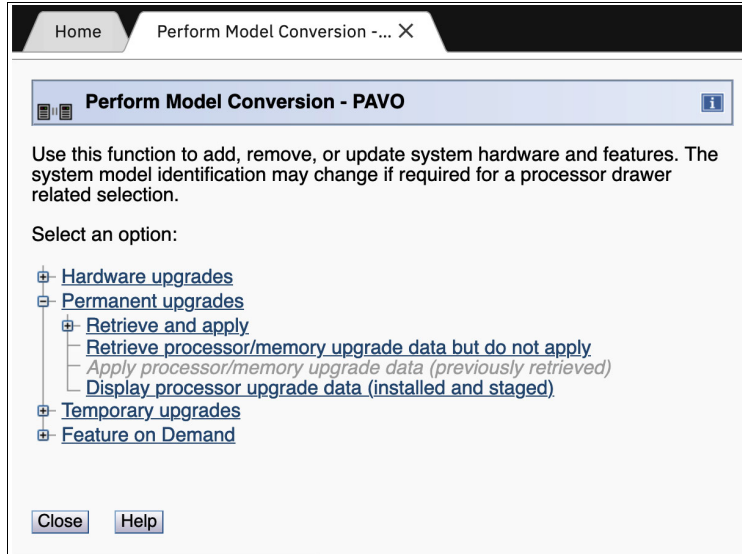 Home
Perform Model Conversion -...
Perform Model Conversion - PAVO
Use this function to add, remove, or update system hardware and features. The
system model identification may change if required for a processor drawer
related selection.
Select an option:
Hardware upgrades
Permanent upgrades
Retrieve and apply
Retrieve processor/memory upgrade data but do not apply
Apply processor/memory upgrade data (previously retrieved)
Display processor upgrade data (installed and staged)
Temporary upgrades
Feature on Demand
Close Help